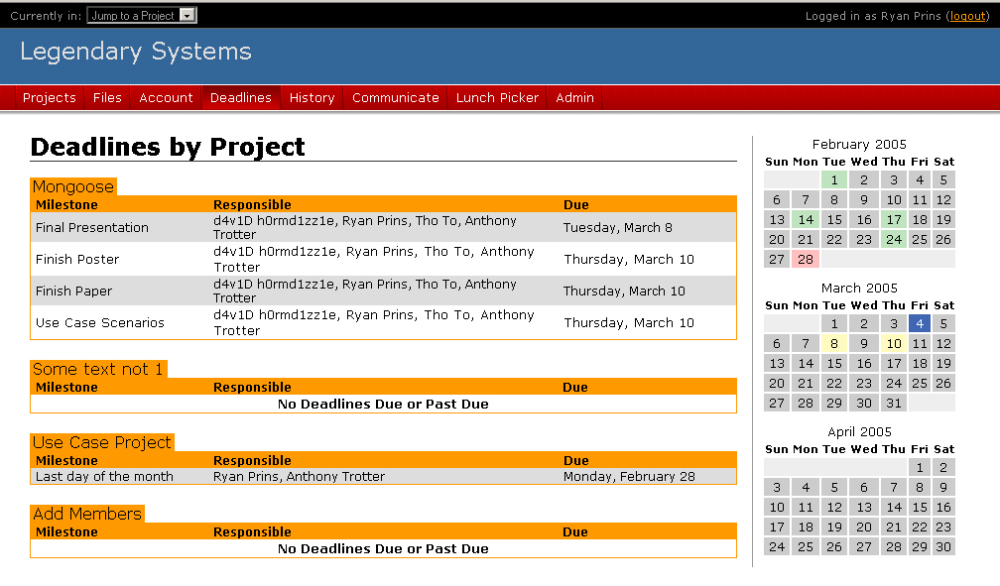 Currently in: Jump to a Project
Logged in as Ryan Prins (logout)
Legendary Systems
Projects Files Account Deadlines History Communicate Lunch Picker Admin
Deadlines by Project
Mongoose
Milestone Responsible Due
Final Presentation d4v1D h0rmd1zz1e, Ryan Prins, Tho To, Anthony Tuesday, March 8
Trotter
Finish Poster d4v1D h0rmd1zz1e, Ryan Prins, Tho To, Anthony Thursday, March 10
Trotter
Finish Paper d4v1D h0rmd1zz1e, Ryan Prins, Tho To, Anthony Thursday, March 10
Trotter
Use Case Scenarios d4v1D h0rmd1zz1e, Ryan Prins, Tho To, Anthony Thursday, March 10
Trotter
Some text not 1
Milestone Responsible Due
No Deadlines Due or Past Due
Use Case Project
Milestone Responsible Due
Last day of the month Ryan Prins, Anthony Trotter Monday, February 28
Add Members
Milestone Responsible Due
No Deadlines Due or Past Due
February 2005
Sun Mon Tue Wed Thu Fri Sat
1 2 3 4 5
6 7 8 9 10 11 12
13 14 15 16 17 18 19
20 21 22 23 24 25 26
27 28
March 2005
Sun Mon Tue Wed Thu Fri Sat
1 2 3 4 5
6 7 8 9 10 11 12
13 14 15 16 17 18 19
20 21 22 23 24 25 26
27 28 29 30 31
April 2005
Sun Mon Tue Wed Thu Fri Sat
1 2
3 4 5 6 7 8 9
10 11 12 13 14 15 16
17 18 19 20 21 22 23
24 25 26 27 28 29 30